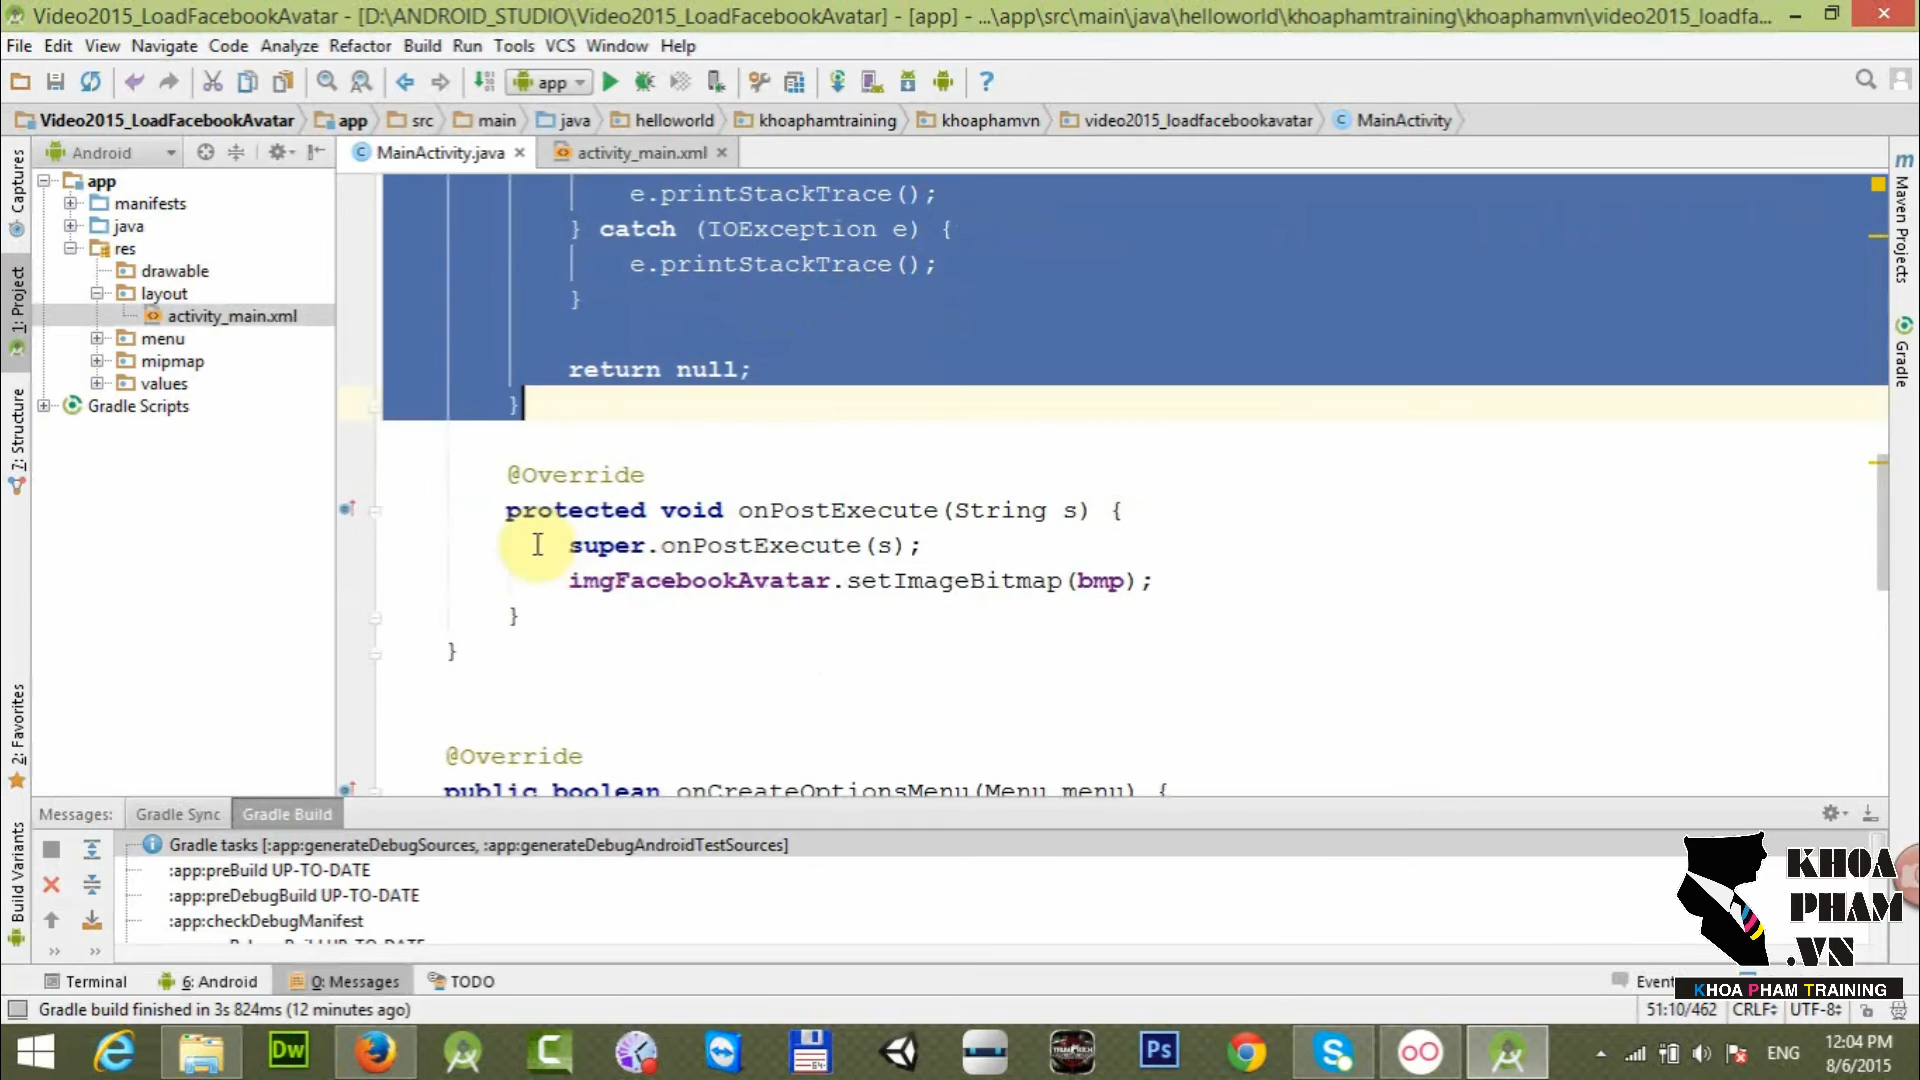 Video2015_LoadFacebookAvatar - [D:\ANDROID_STUDIO\Video2015_LoadFacebookAvatar] - [app] - ...\app\src\main\java\helloworld\khoaphamtraining\khoaphamvn\video2015_loadfa...
File Edit View Navigate Code Analyze Refactor Build Run Tools VCS Window Help
app
Video2015_LoadFacebookAvatar app src main java helloworld khoaphamtraining khoaphamvn video2015_loadfacebookavatar MainActivity
Android
MainActivity.java activity_main.xml
app
manifests
java
res
drawable
layout
activity_main.xml
menu
mipmap
values
Gradle Scripts
Captures
1: Project
7: Structure
2: Favorites
Build Variants
Maven Projects
Gradle
e.printStackTrace();
} catch (IOException e) {
e.printStackTrace();
}
return null;
}
@Override
protected void onPostExecute(String s) {
super.onPostExecute(s);
imgFacebookAvatar.setImageBitmap(bmp);
}
}
@Override
public boolean onCreateOptionsMenu(Menu menu) {
Messages: Gradle Sync Gradle Build
Gradle tasks [:app:generateDebugSources, :app:generateDebugAndroidTestSources]
:app:preBuild UP-TO-DATE
:app:preDebugBuild UP-TO-DATE
:app:checkDebugManifest
Terminal 6: Android 0: Messages TODO
Event
Gradle build finished in 3s 824ms (12 minutes ago)
51:10/462 CRLF UTF-8
KHOA
PHAM
.VN
KHOA PHAM TRAINING
Dw
Ps
ENG
12:04 PM
8/6/2015